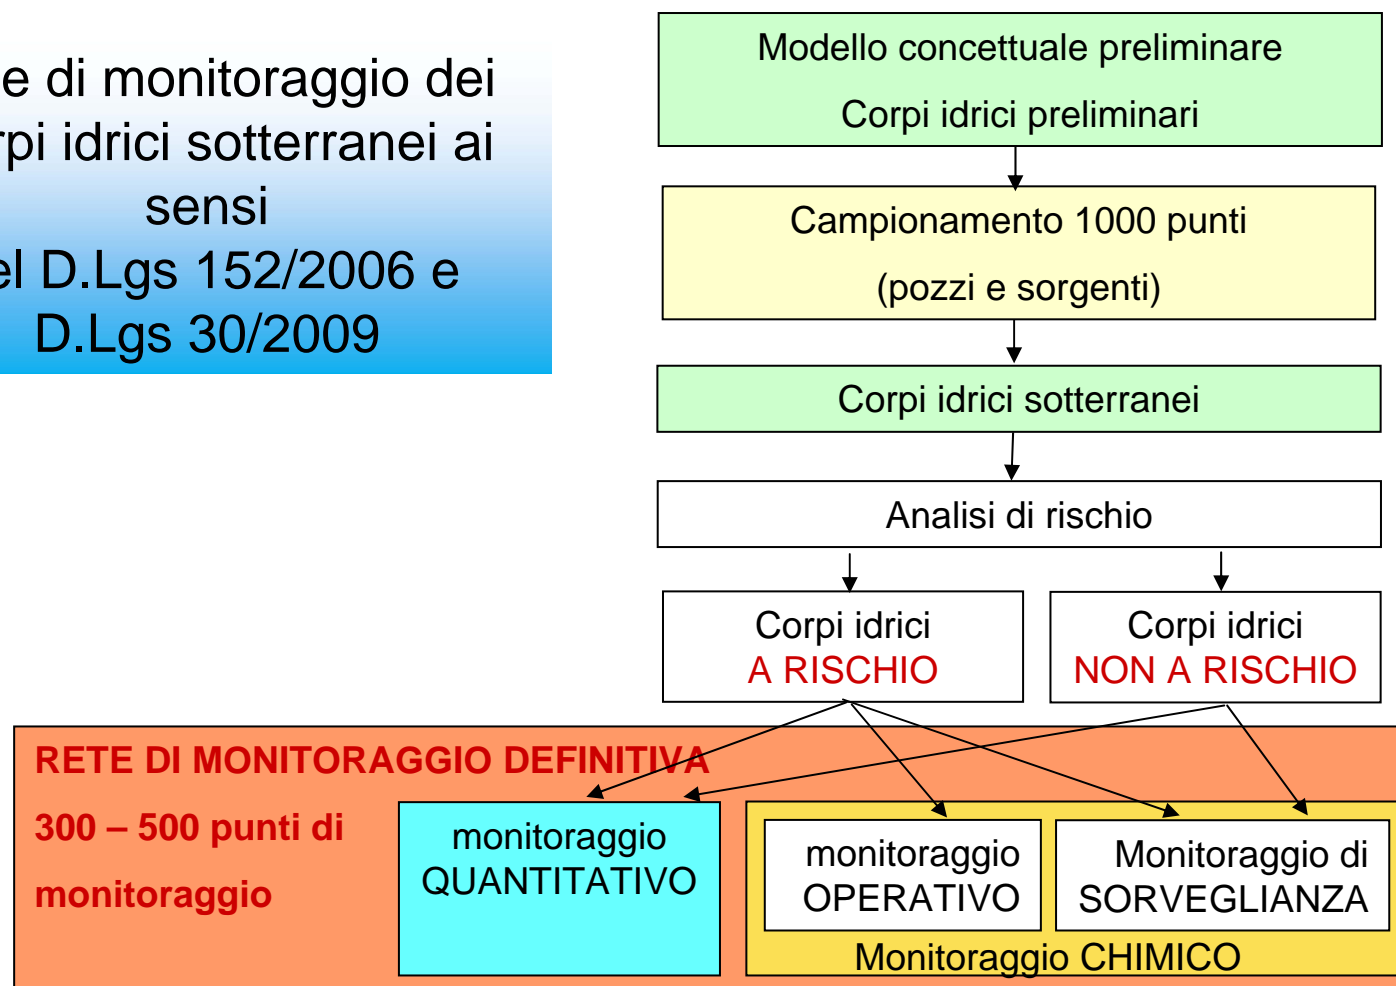 e di monitoraggio dei
rpi idrici sotterranei ai
sensi
el D.Lgs 152/2006 e
D.Lgs 30/2009
Modello concettuale preliminare
Corpi idrici preliminari
Campionamento 1000 punti
(pozzi e sorgenti)
Corpi idrici sotterranei
Analisi di rischio
Corpi idrici
A RISCHIO
Corpi idrici
NON A RISCHIO
RETE DI MONITORAGGIO DEFINITIVA
300 – 500 punti di
monitoraggio
monitoraggio
QUANTITATIVO
monitoraggio
OPERATIVO
Monitoraggio di
SORVEGLIANZA
Monitoraggio CHIMICO